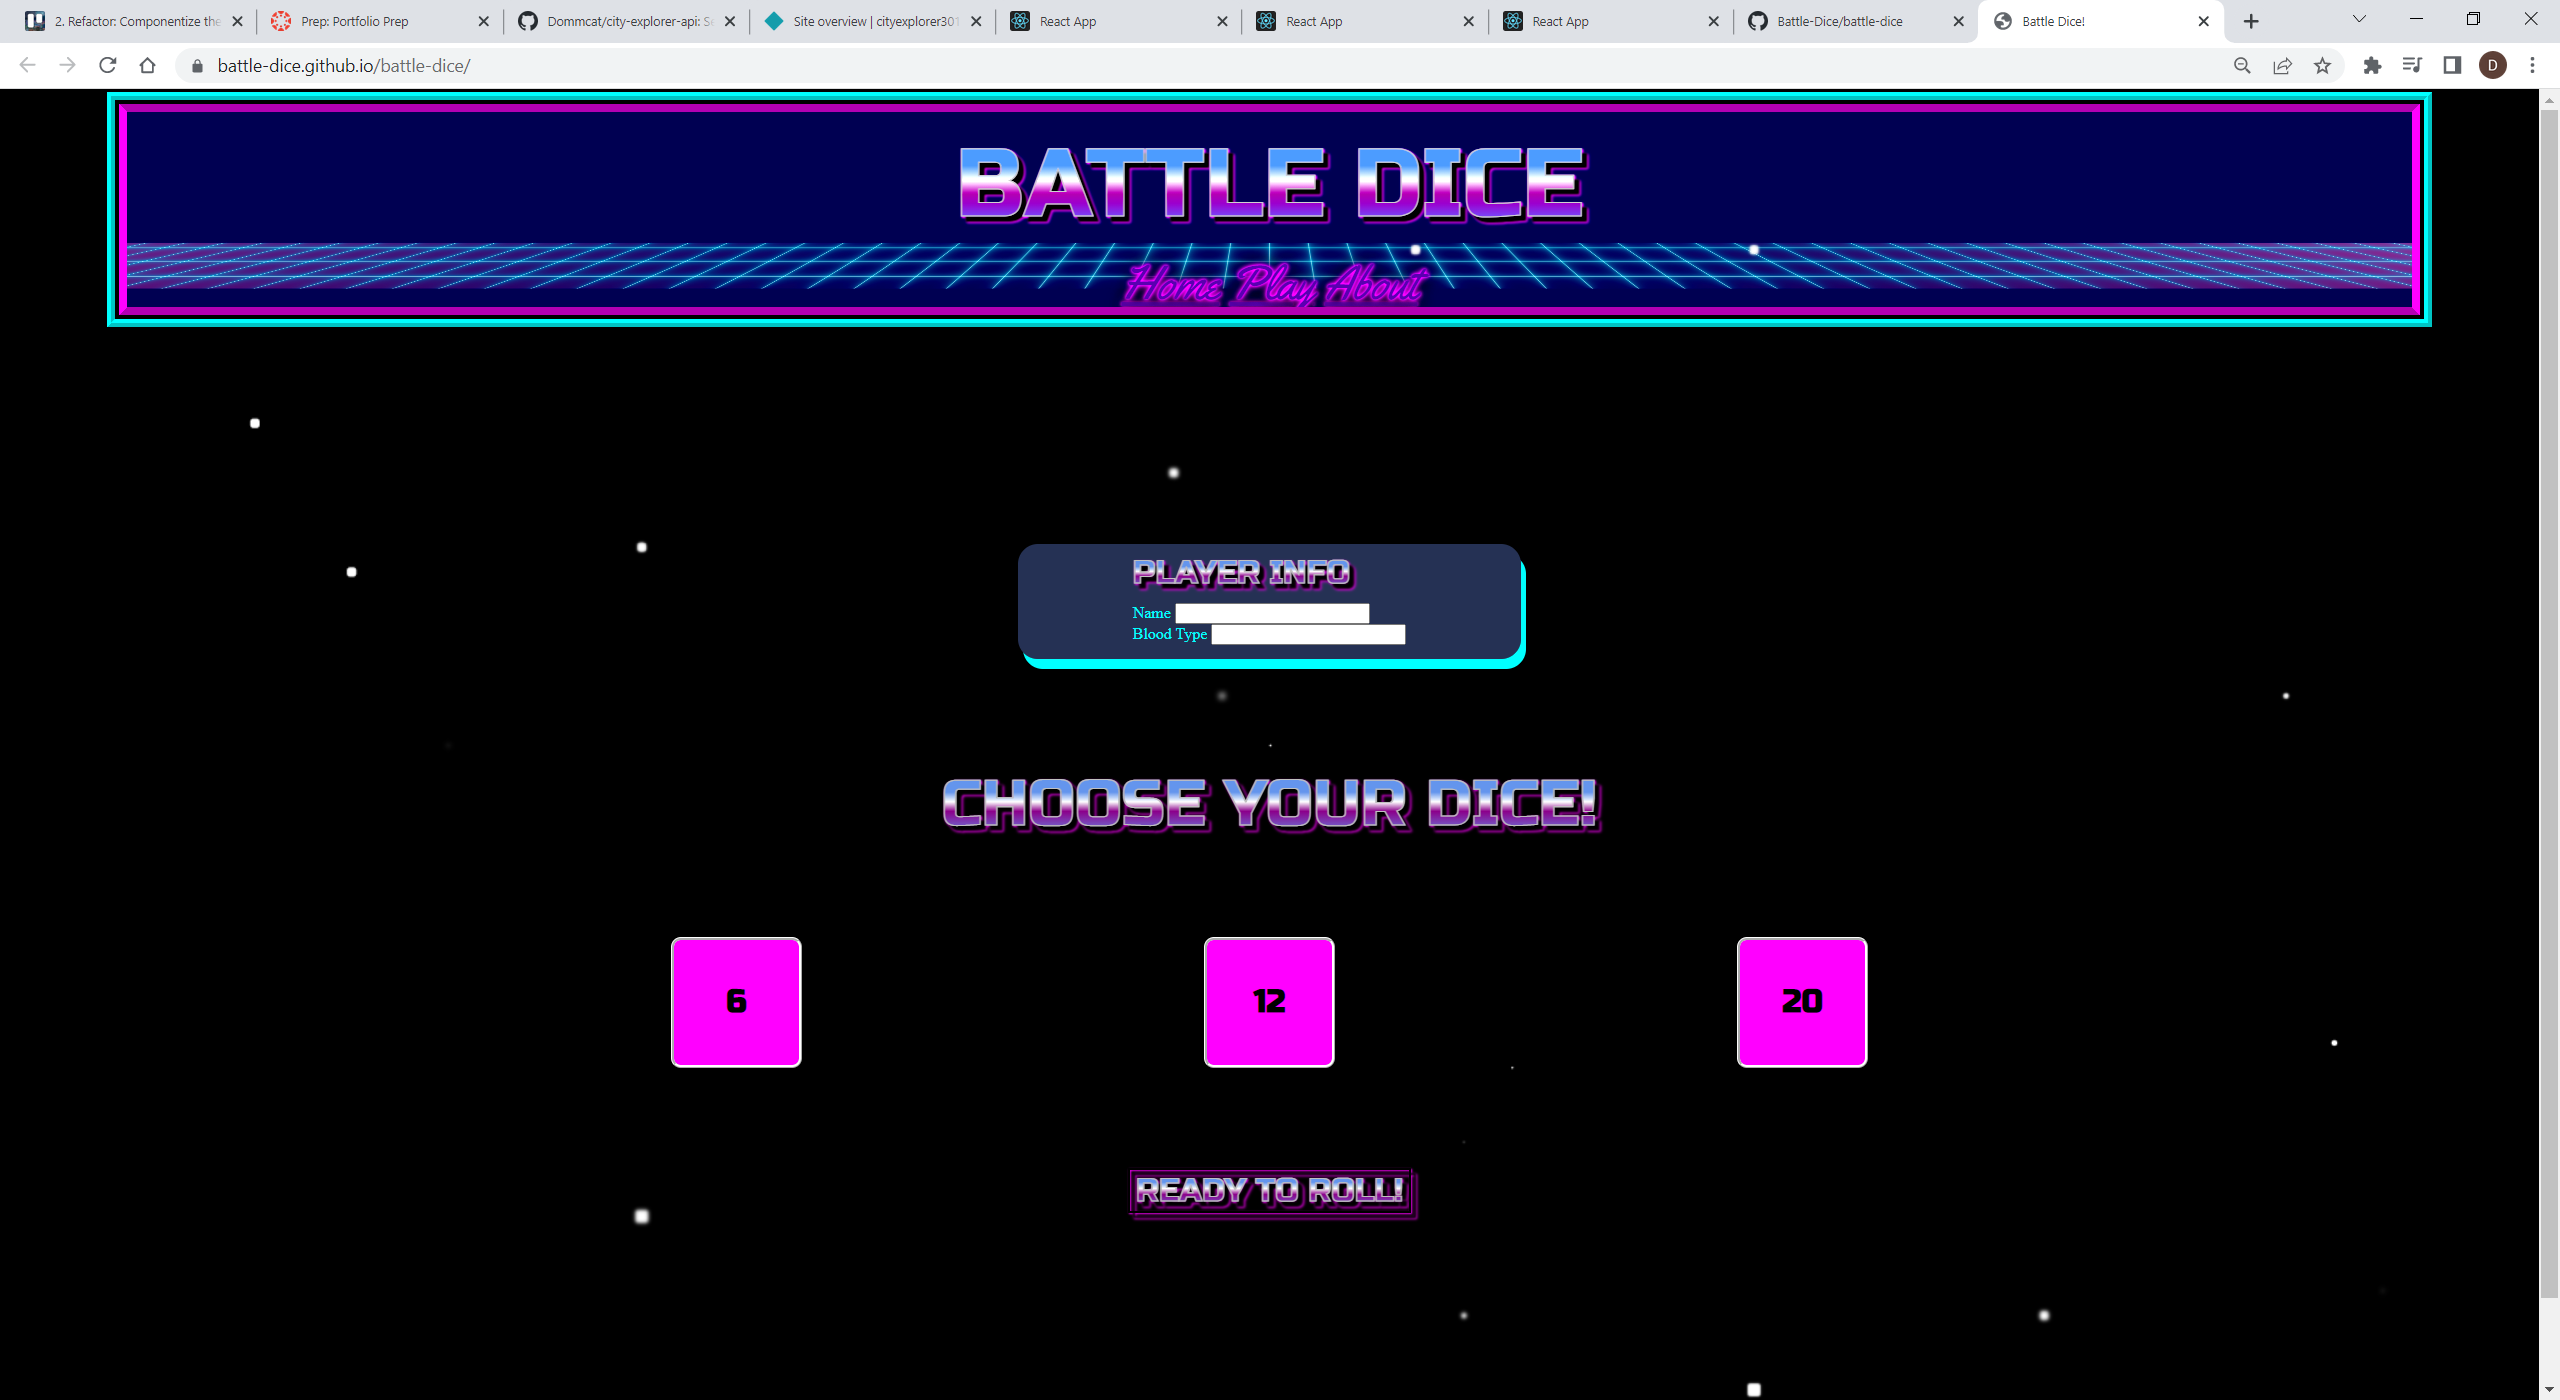 2. Refactor: Componentize the
Prep: Portfolio Prep
Dommcat/city-explorer-api: Se
Site overview | cityexplorer301
React App
React App
React App
Battle-Dice/battle-dice
Battle Dice!
battle-dice.github.io/battle-dice/
D
BATTLE DICE
Home Play About
PLAYER INFO
Name
Blood Type
CHOOSE YOUR DICE!
6 12 20
READY TO ROLL!